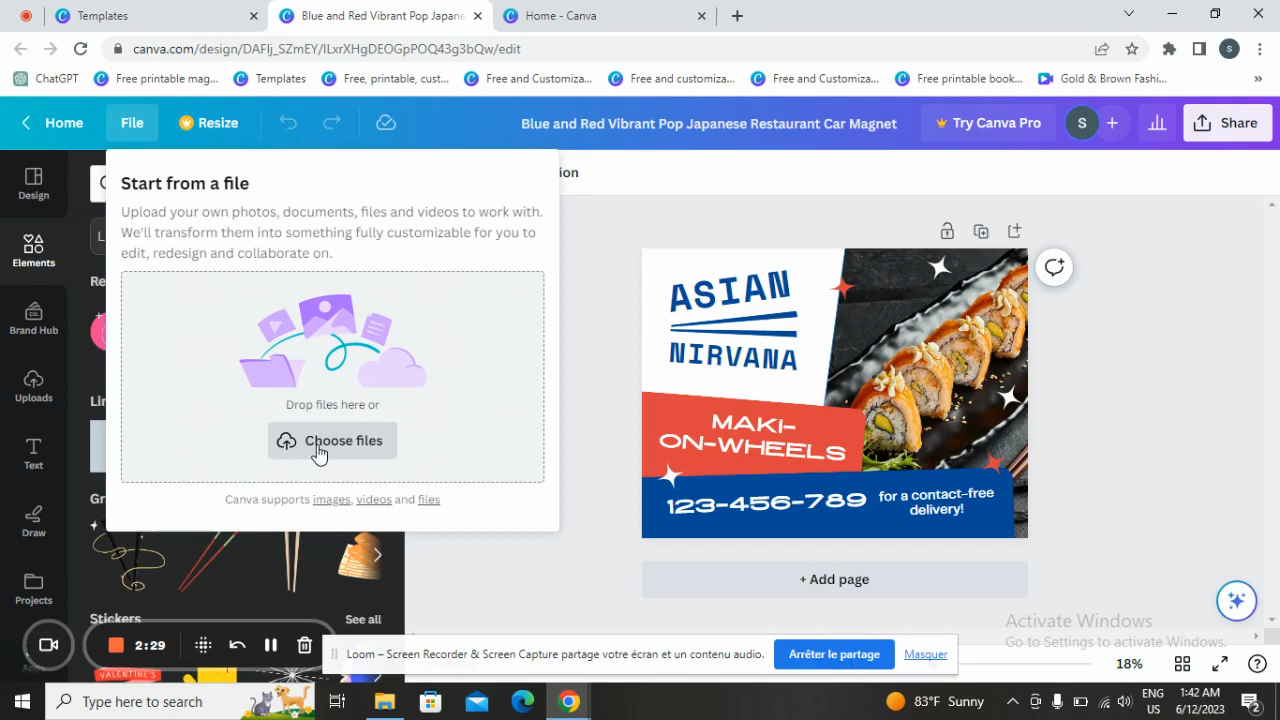 Templates
Blue and Red Vibrant Pop Japane
Home - Canva
canva.com/design/DAFlj_SZmEY/ILxrXHgDEOGpPOQ43g3bQw/edit
S
ChatGPT
Free printable mag...
Templates
Free, printable, cust...
Free and Customiza...
Free and customiza...
Free and Customiza...
Free printable book...
Gold & Brown Fashi...
»
Home
File
Resize
Blue and Red Vibrant Pop Japanese Restaurant Car Magnet
Try Canva Pro
S
Share
Design
Elements
Brand Hub
Uploads
Text
Draw
Projects
Start from a file
Upload your own photos, documents, files and videos to work with.
We'll transform them into something fully customizable for you to
edit, redesign and collaborate on.
Drop files here or
Choose files
Canva supports images, videos and files
Re
Lin
Gr
Stickers
See all
VALENTINE'S
ion
ASIAN
NIRVANA
MAKI-
ON-WHEELS
123-456-789
for a contact-free
delivery!
+ Add page
Activate Windows
Go to Settings to activate Windows.
2:29
Loom – Screen Recorder & Screen Capture partage votre écran et un contenu audio.
Arrêter le partage
Masquer
18%
Type here to search
83°F Sunny
ENG
US
1:42 AM
6/12/2023
2